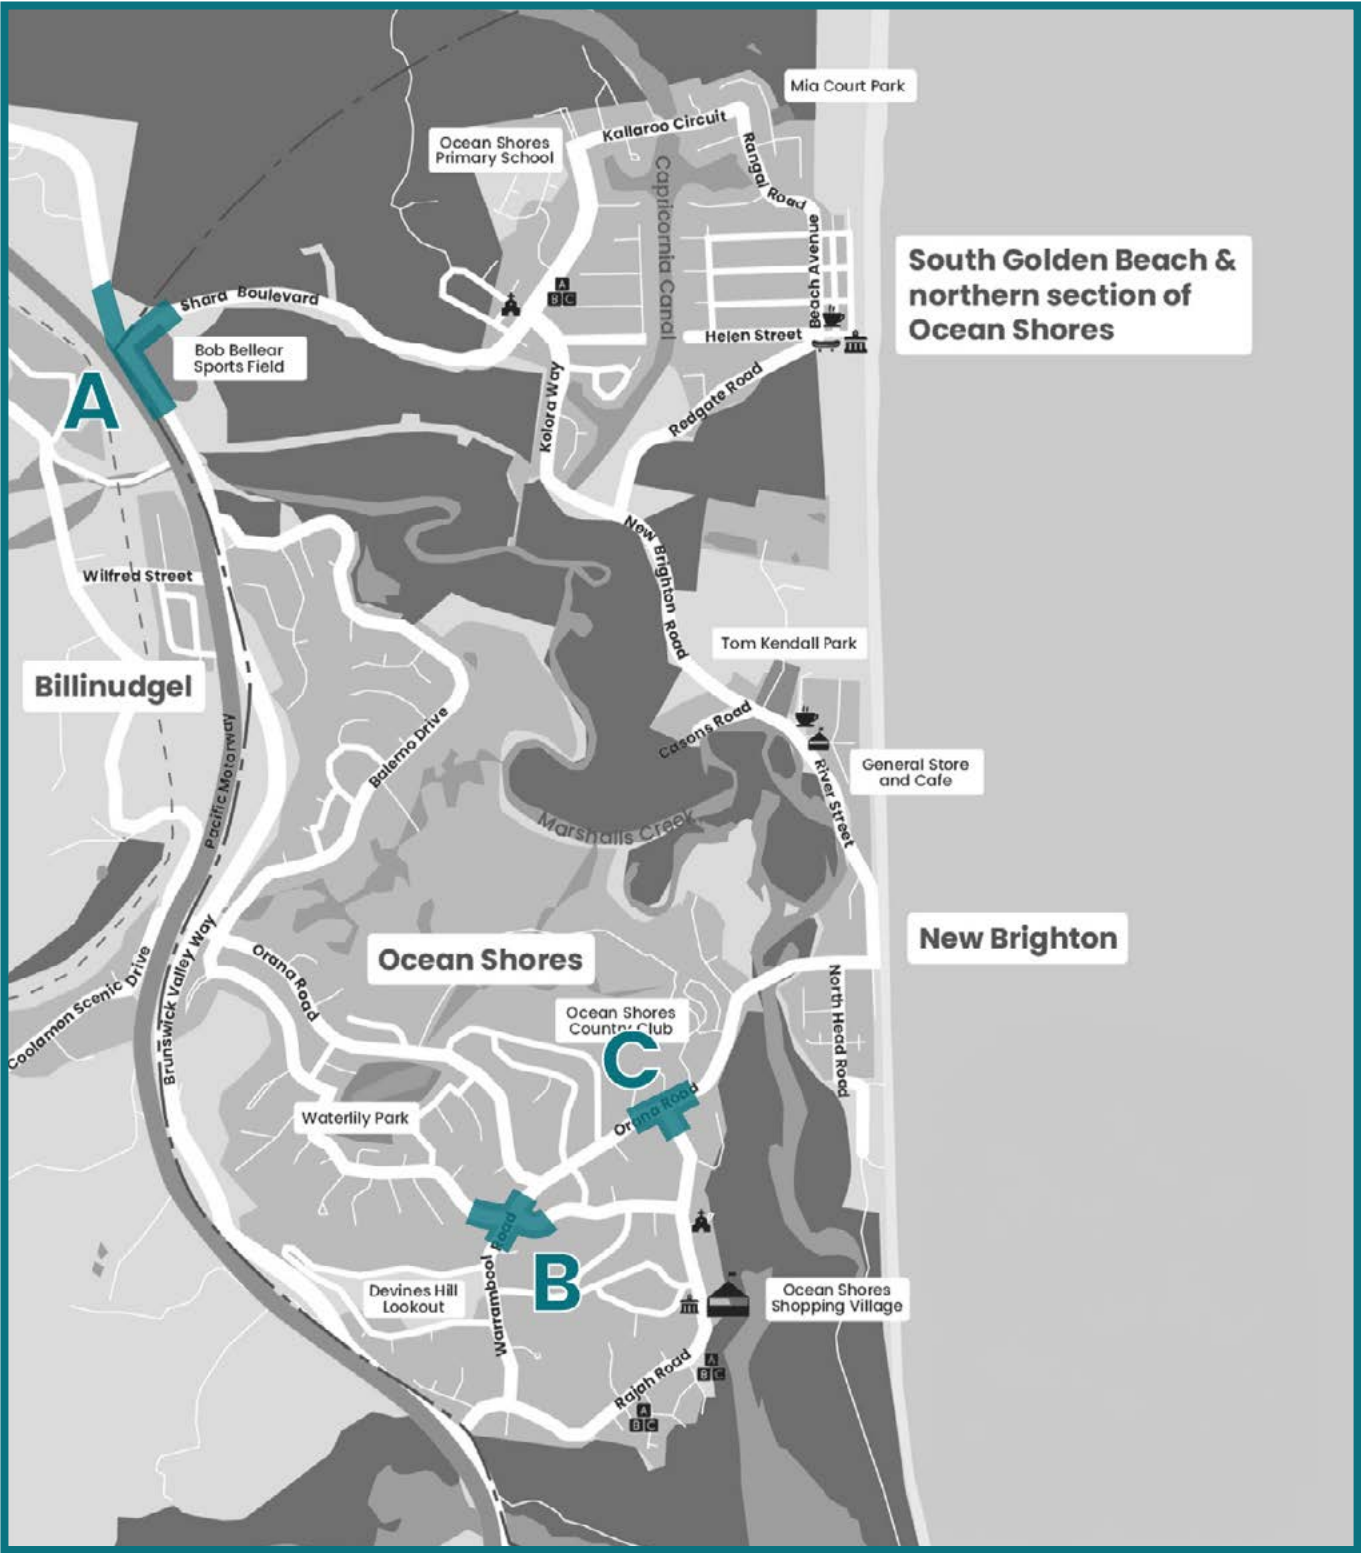 Mia Court Park
Kallaroo Circuit
Ocean Shores
Primary School
Rangal Road
Capricornia Canal
Beach Avenue
South Golden Beach &
northern section of
Ocean Shores
A
B C
Shara Boulevard
Helen Street
Bob Bellear
Sports Field
A
Redgate Road
Kolora Way
New Brighton Road
Wilfred Street
Tom Kendall Park
Billinudgel
Casons Road
Balemo Drive
General Store
and Cafe
Pacific Motorway
River Street
Marshalls Creek
New Brighton
Brunswick Valley Way
Orana Road
Ocean Shores
Coolamon Scenic Drive
North Head Road
Ocean Shores
Country Club
C
Orana Road
Waterlily Park
B
Devines Hill
Lookout
Warrambool Road
Ocean Shores
Shopping Village
Rajah Road
A
B C
A
B C